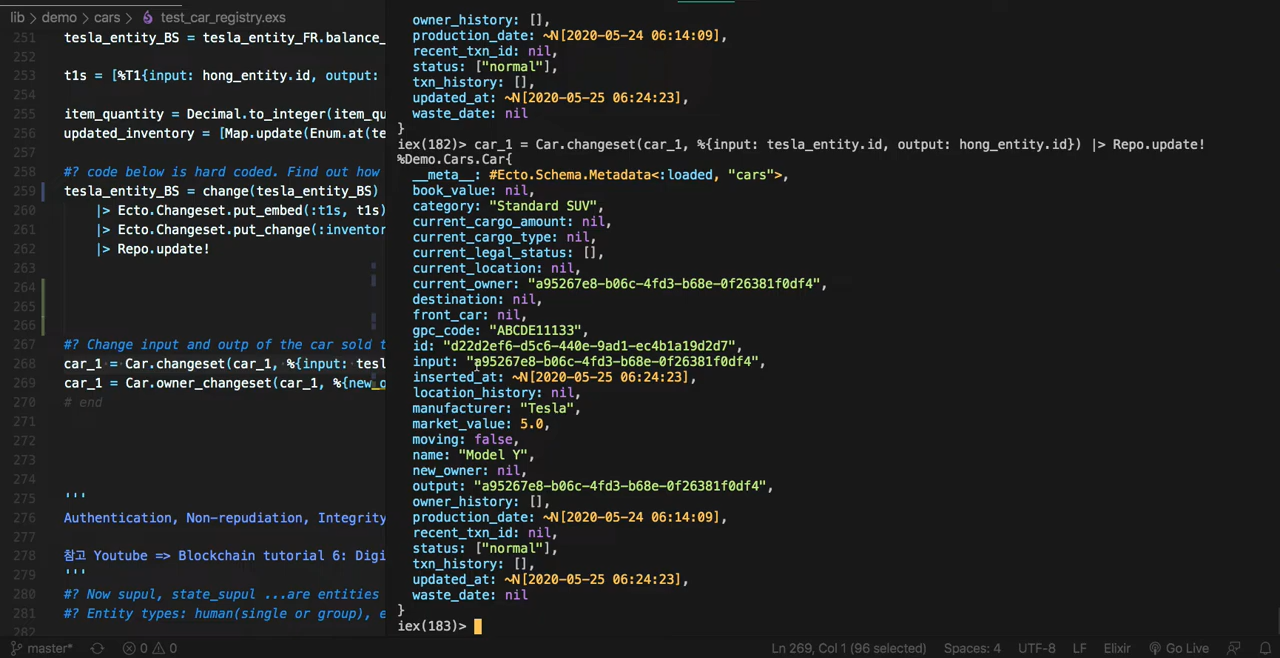 lib > demo > cars > test_car_registry.exs
251 tesla_entity_BS = tesla_entity_FR.balance_
252
253 t1s = [%T1{input: hong_entity.id, output:
254
255 item_quantity = Decimal.to_integer(item_qu
256 updated_inventory = [Map.update(Enum.at(te
257
258 #? code below is hard coded. Find out how
259 tesla_entity_BS = change(tesla_entity_BS)
260 |> Ecto.Changeset.put_embed(:t1s, t1s)
261 |> Ecto.Changeset.put_change(:inventor
262 |> Repo.update!
263
264
265
266
267 #? Change input and outp of the car sold t
268 car_1 = Car.changeset(car_1, %{input: tesl
269 car_1 = Car.owner_changeset(car_1, %{new_o
270 # end
271
272
273
274
275 '''
276 Authentication, Non-repudiation, Integrity
277
278 참고 Youtube => Blockchain tutorial 6: Digi
279 '''
280 #? Now supul, state_supul ...are entities
281 #? Entity types: human(single or group), e
282
owner_history: [],
production_date: ~N[2020-05-24 06:14:09],
recent_txn_id: nil,
status: ["normal"],
txn_history: [],
updated_at: ~N[2020-05-25 06:24:23],
waste_date: nil
}
iex(182)> car_1 = Car.changeset(car_1, %{input: tesla_entity.id, output: hong_entity.id}) |> Repo.update!
%Demo.Cars.Car{
__meta__: #Ecto.Schema.Metadata<:loaded, "cars">,
book_value: nil,
category: "Standard SUV",
current_cargo_amount: nil,
current_cargo_type: nil,
current_legal_status: [],
current_location: nil,
current_owner: "a95267e8-b06c-4fd3-b68e-0f26381f0df4",
destination: nil,
front_car: nil,
gpc_code: "ABCDE11133",
id: "d22d2ef6-d5c6-440e-9ad1-ec4b1a19d2d7",
input: "a95267e8-b06c-4fd3-b68e-0f26381f0df4",
inserted_at: ~N[2020-05-25 06:24:23],
location_history: nil,
manufacturer: "Tesla",
market_value: 5.0,
moving: false,
name: "Model Y",
new_owner: nil,
output: "a95267e8-b06c-4fd3-b68e-0f26381f0df4",
owner_history: [],
production_date: ~N[2020-05-24 06:14:09],
recent_txn_id: nil,
status: ["normal"],
txn_history: [],
updated_at: ~N[2020-05-25 06:24:23],
waste_date: nil
}
iex(183)>
master* 0 0 Ln 269, Col 1 (96 selected) Spaces: 4 UTF-8 LF Elixir Go Live